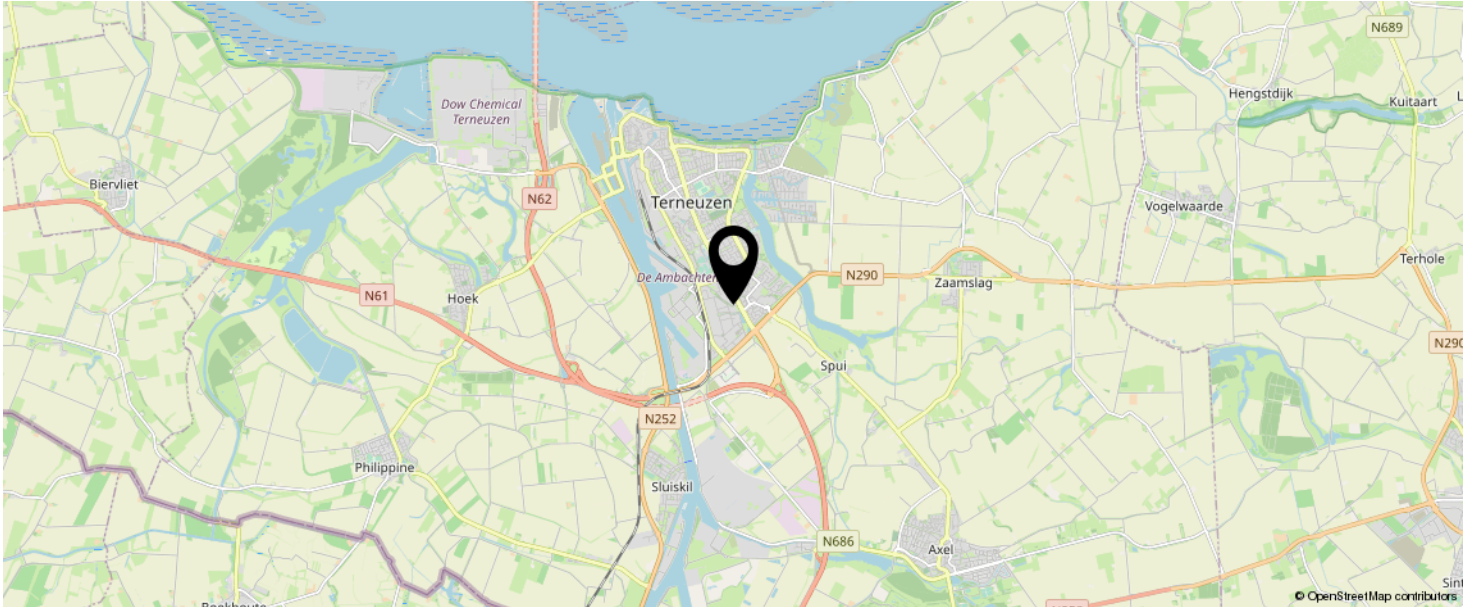 N689
Hengstdijk
Kuitaart
Dow Chemical
Terneuzen
Biervliet
N62
Terneuzen
Vogelwaarde
Terhole
De Ambachten
N290
Zaamslag
N61
Hoek
N290
Spui
N252
Philippine
Sluiskil
N686
Axel
Sint
© OpenStreetMap contributors